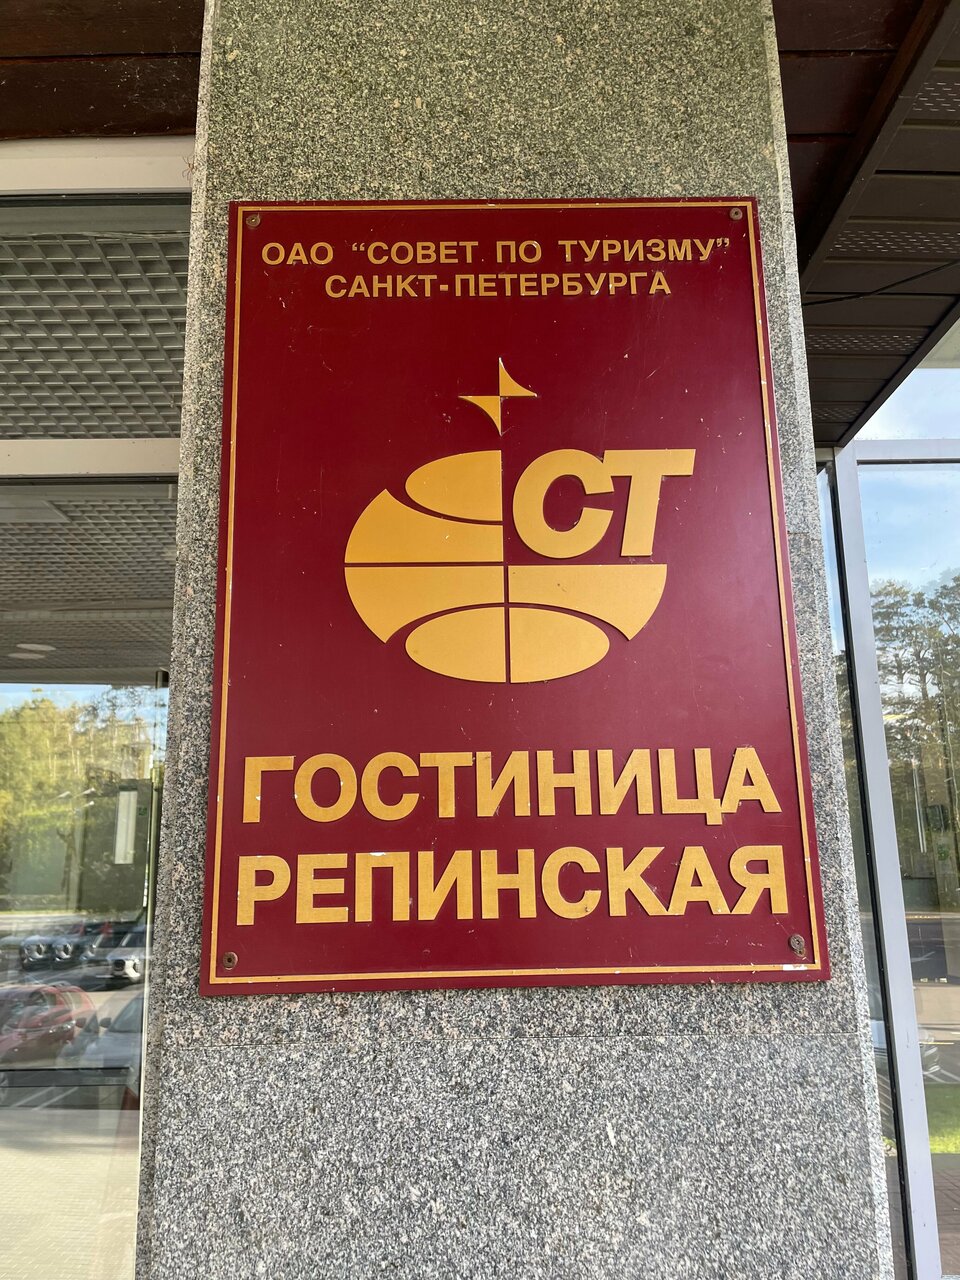 ОАО “СОВЕТ ПО ТУРИЗМУ”
САНКТ-ПЕТЕРБУРГА
СТ
ГОСТИНИЦА
РЕПИНСКАЯ